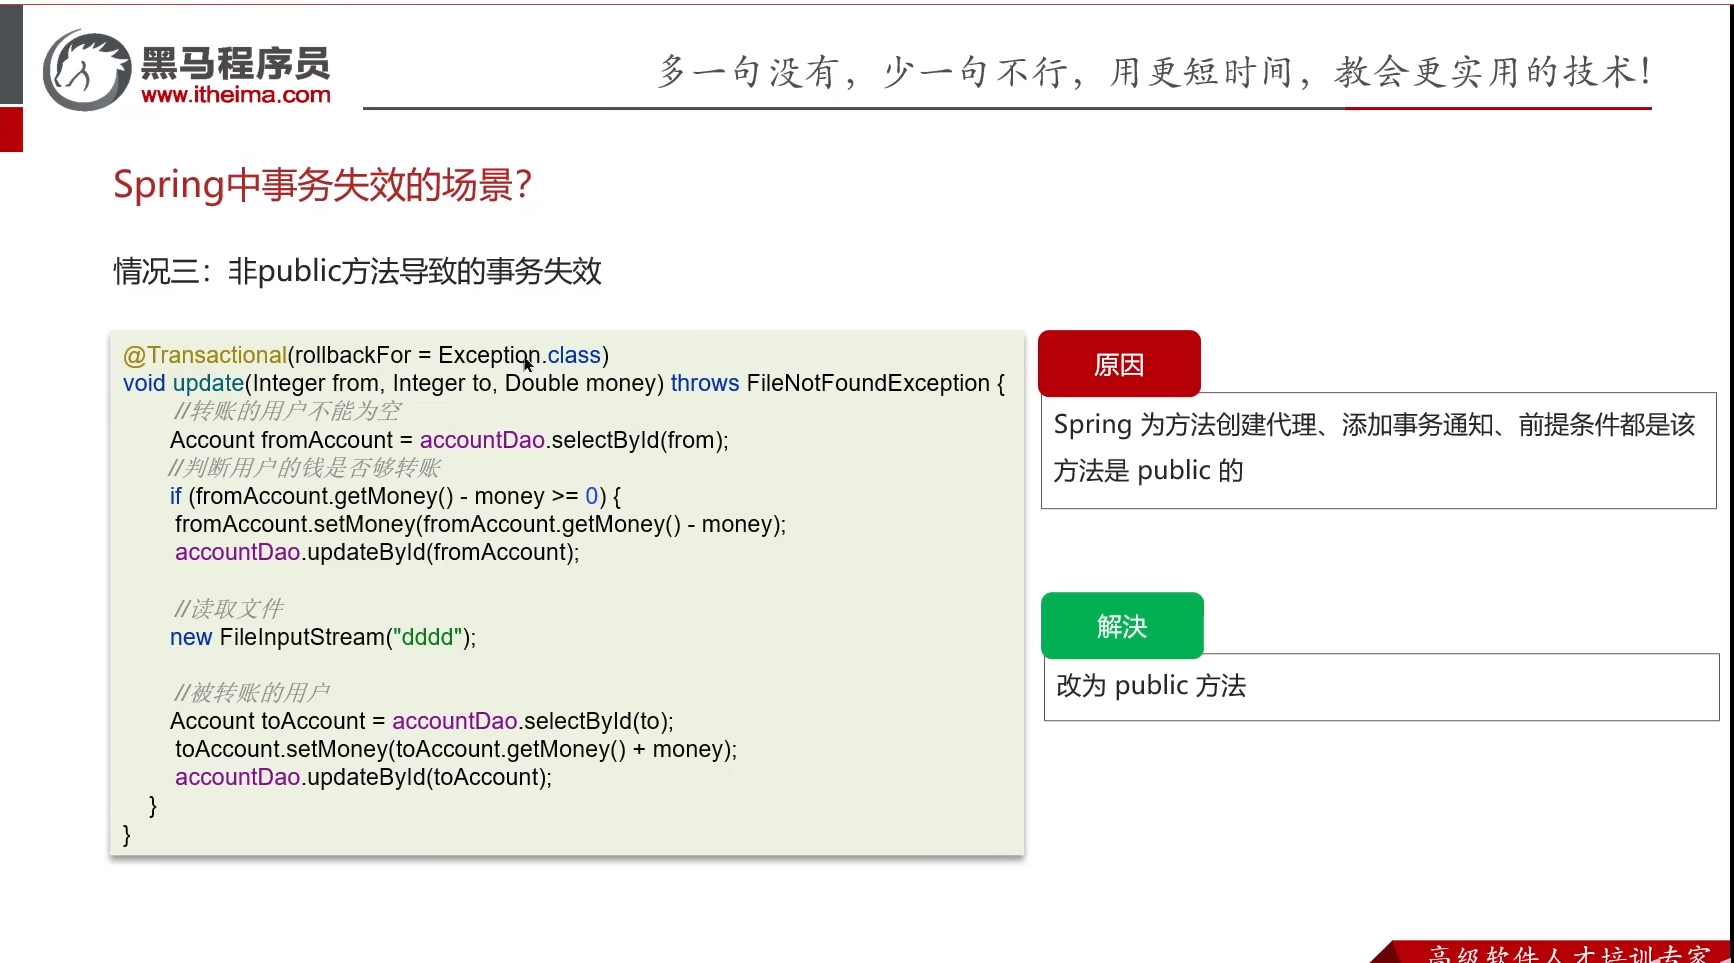 黑马程序员
www.itheima.com
多一句没有，少一句不行，用更短时间，教会更实用的技术！
Spring中事务失效的场景？
情况三：非public方法导致的事务失效
@Transactional(rollbackFor = Exception.class)
void update(Integer from, Integer to, Double money) throws FileNotFoundException {
//转账的用户不能为空
Account fromAccount = accountDao.selectById(from);
//判断用户的钱是否够转账
if (fromAccount.getMoney() - money >= 0) {
fromAccount.setMoney(fromAccount.getMoney() - money);
accountDao.updateById(fromAccount);
//读取文件
new FileInputStream("dddd");
//被转账的用户
Account toAccount = accountDao.selectById(to);
toAccount.setMoney(toAccount.getMoney() + money);
accountDao.updateById(toAccount);
}
}
原因
Spring 为方法创建代理、添加事务通知、前提条件都是该
方法是 public 的
解决
改为 public 方法
高级软件人才培训专家